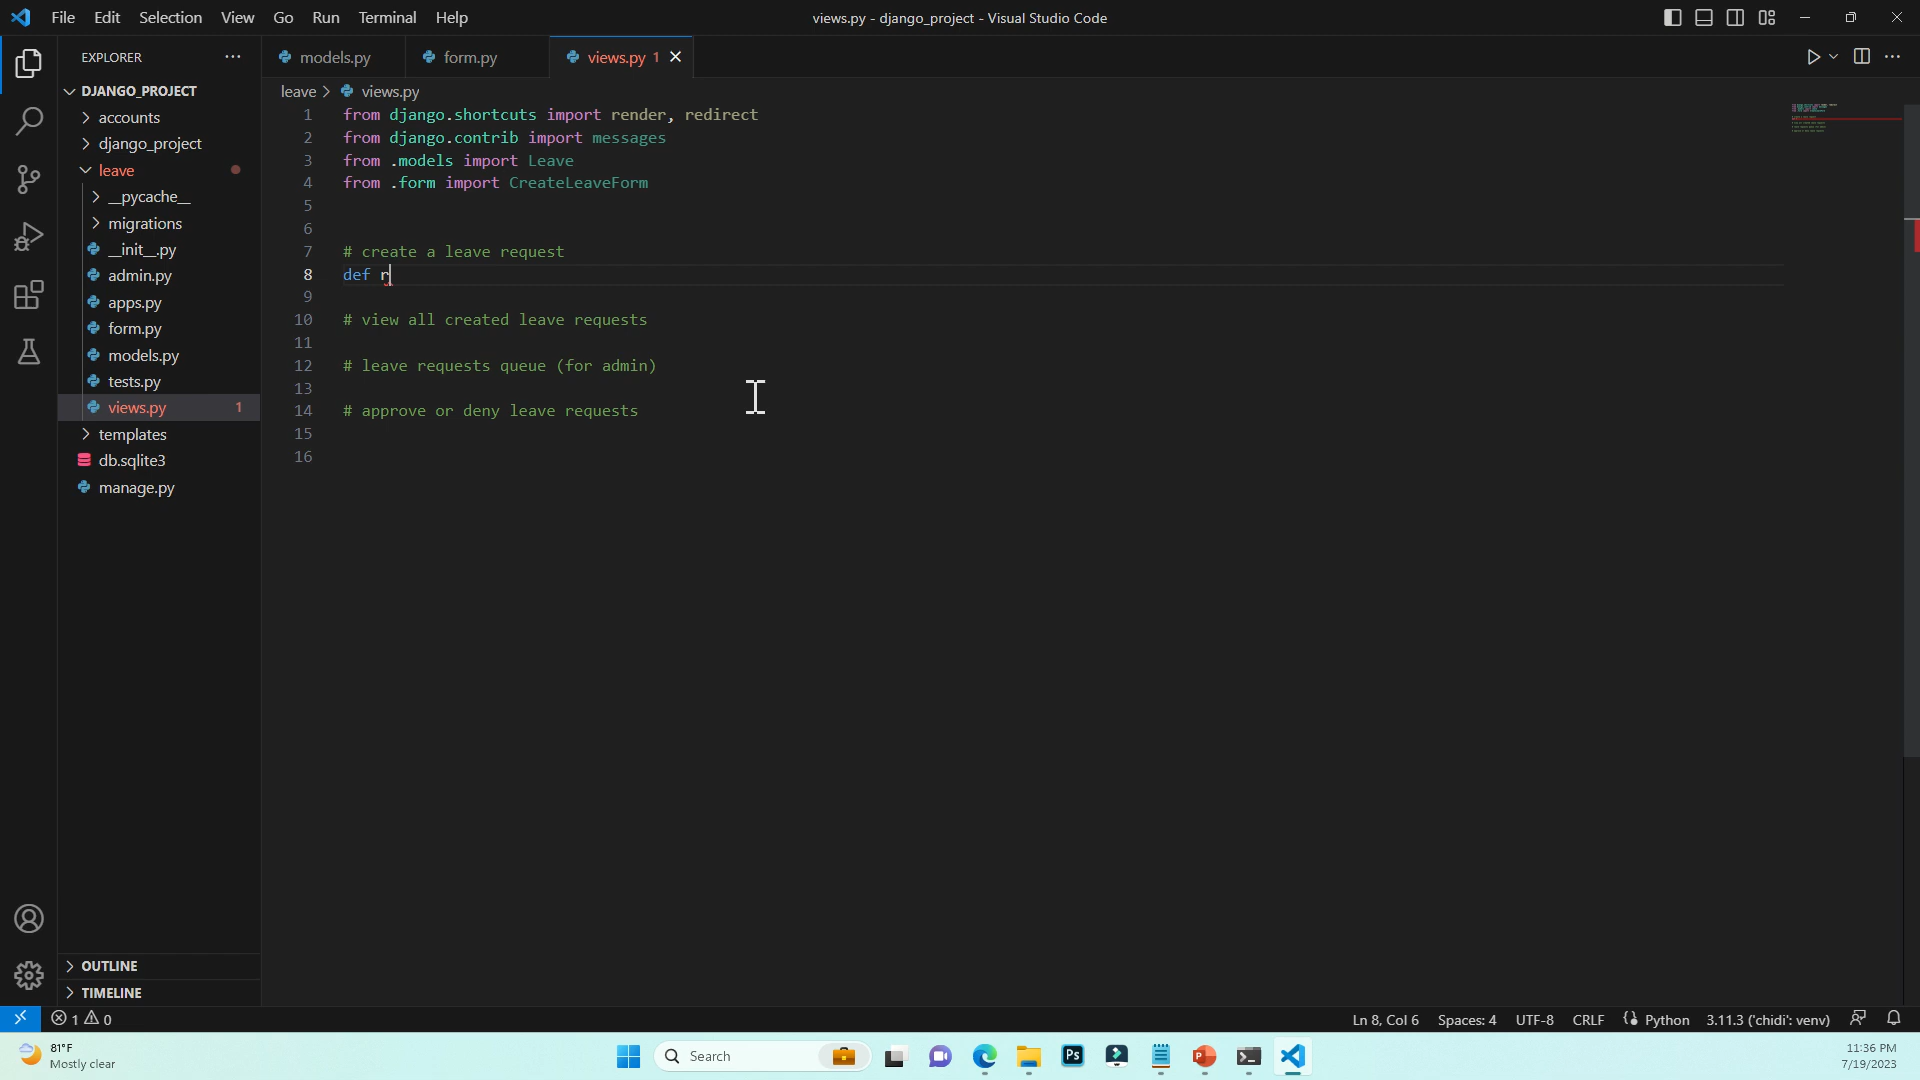 File Edit Selection View Go Run Terminal Help
views.py - django_project - Visual Studio Code
EXPLORER
DJANGO_PROJECT
accounts
django_project
leave
__pycache__
migrations
__init__.py
admin.py
apps.py
form.py
models.py
tests.py
views.py 1
templates
db.sqlite3
manage.py
OUTLINE
TIMELINE
models.py form.py views.py 1
leave > views.py
1 from django.shortcuts import render, redirect
2 from django.contrib import messages
3 from .models import Leave
4 from .form import CreateLeaveForm
5
6
7 # create a leave request
8 def r
9
10 # view all created leave requests
11
12 # leave requests queue (for admin)
13
14 # approve or deny leave requests
15
16
1 0
Ln 8, Col 6 Spaces: 4 UTF-8 CRLF Python 3.11.3 ('chidi': venv)
81°F
Mostly clear
Search
Ps
11:36 PM
7/19/2023